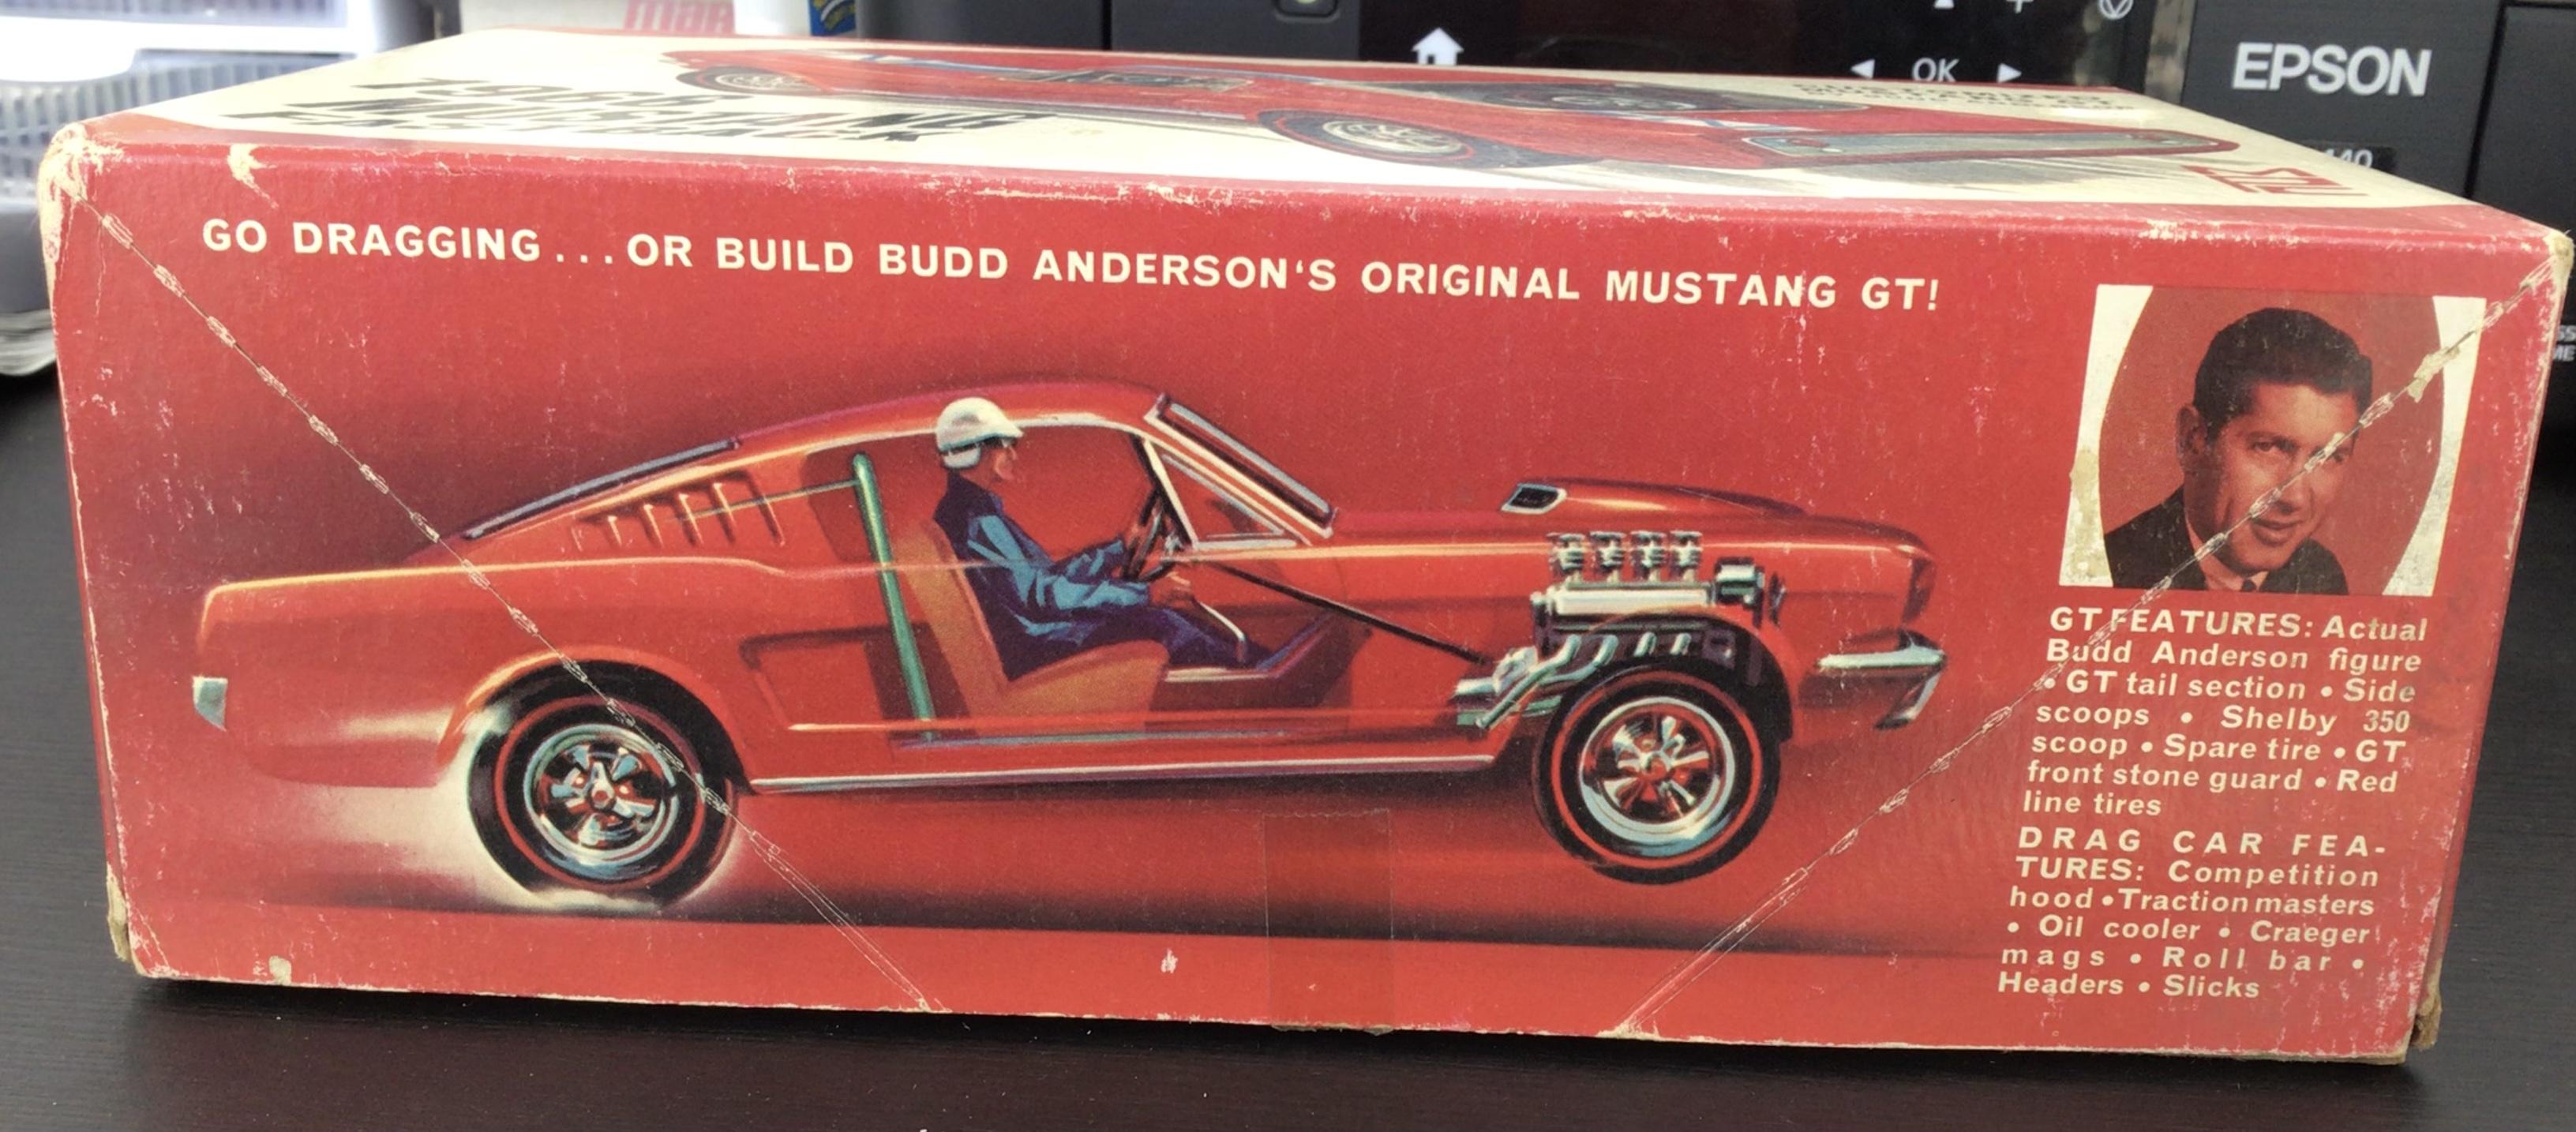 OK
EPSON
1966
MUSTANG
GO DRAGGING...OR BUILD BUDD ANDERSON'S ORIGINAL MUSTANG GT!
GT FEATURES: Actual
Budd Anderson figure
• GT tail section • Side
scoops • Shelby 350
scoop • Spare tire • GT
front stone guard • Red
line tires
DRAG CAR FEA-
TURES: Competition
hood • Traction masters
• Oil cooler • Craeger
mags • Roll bar •
Headers • Slicks